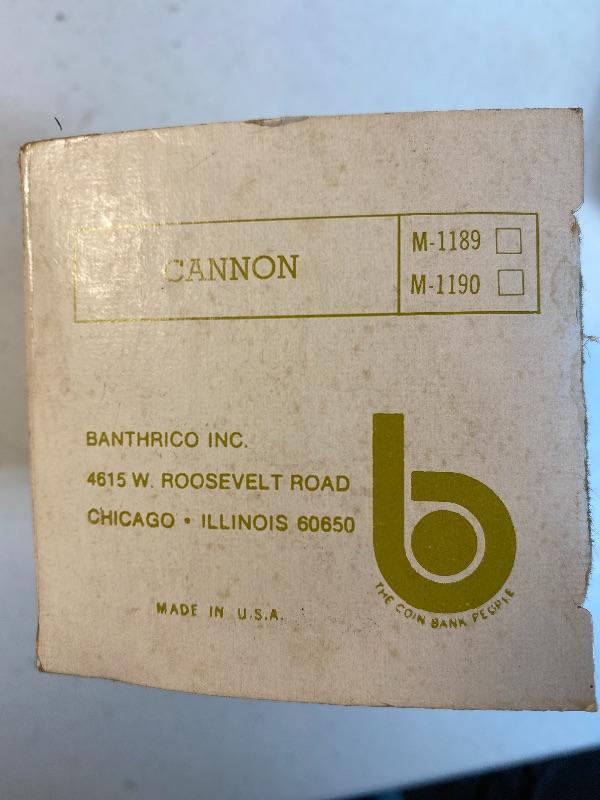 CANNON
M-1189
M-1190
BANTHRICO INC.
4615 W. ROOSEVELT ROAD
CHICAGO • ILLINOIS 60650
b
THE COIN BANK PEOPLE
MADE IN U.S.A.